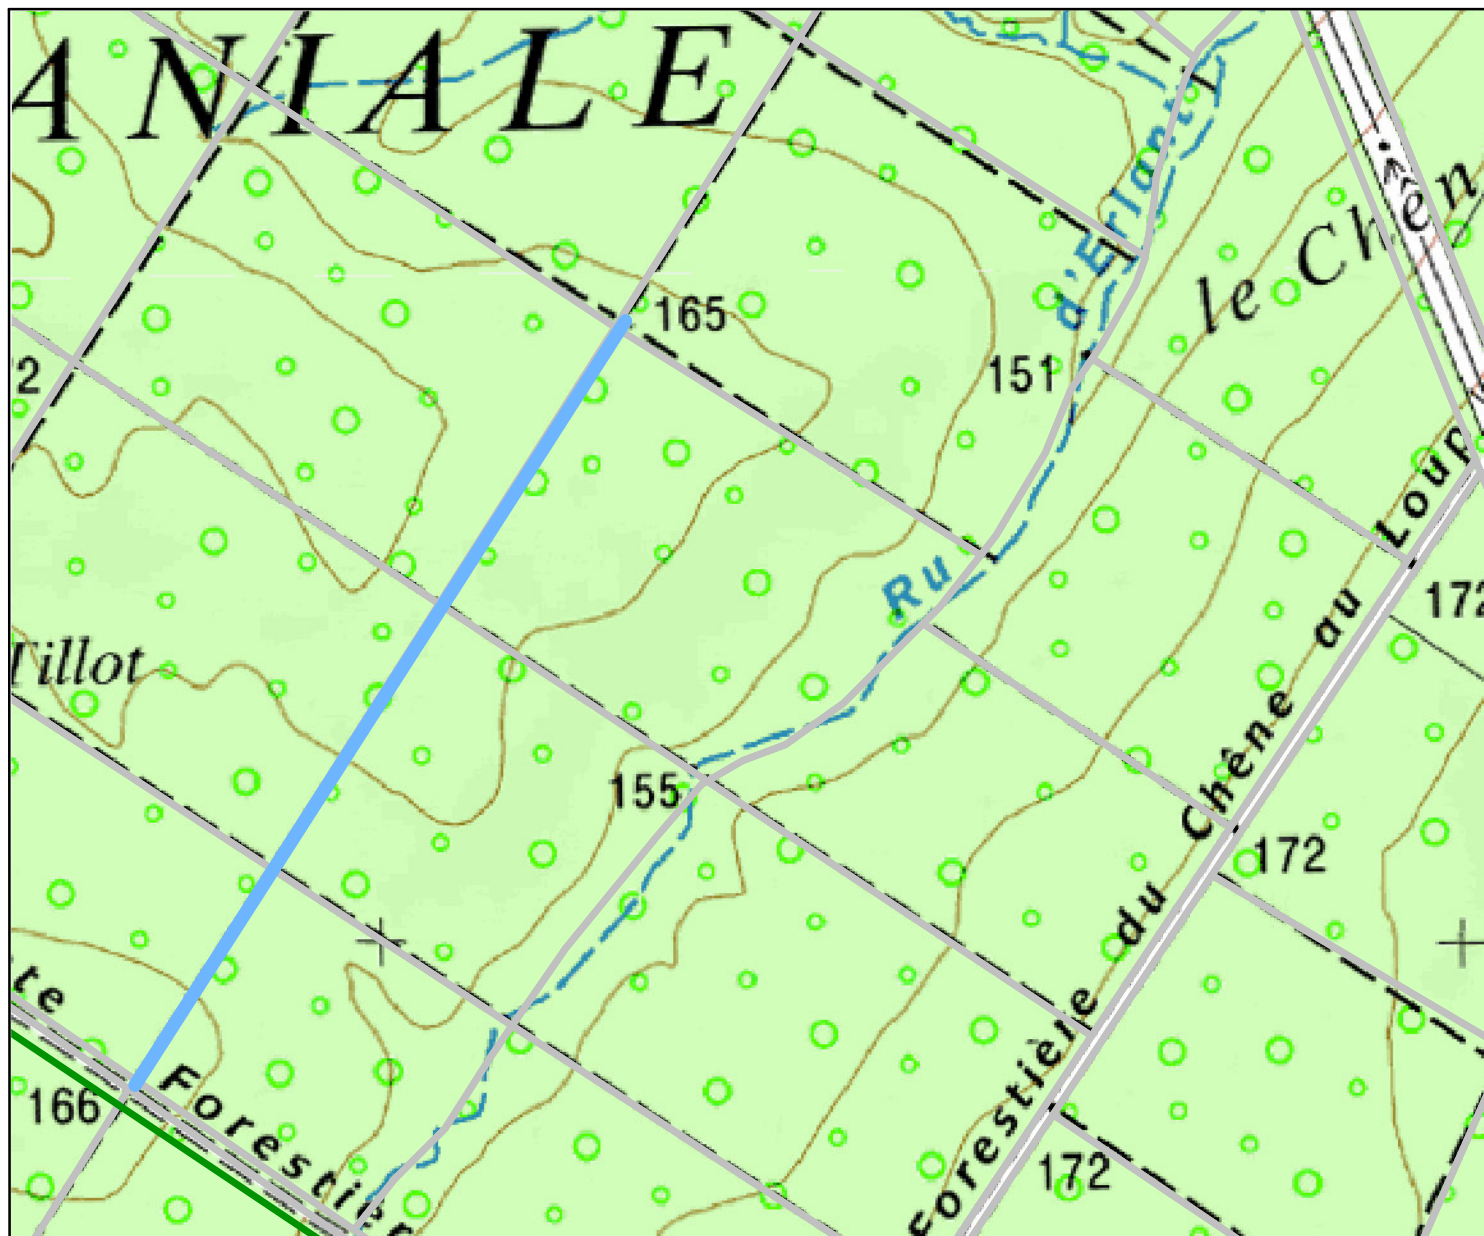 ANIALE
le Chên
165
d'Erlant
151
2
Ru
Loup
au
172
Tillot
Chêne
155
172
du
te
Forestière
166
Forestièr
172